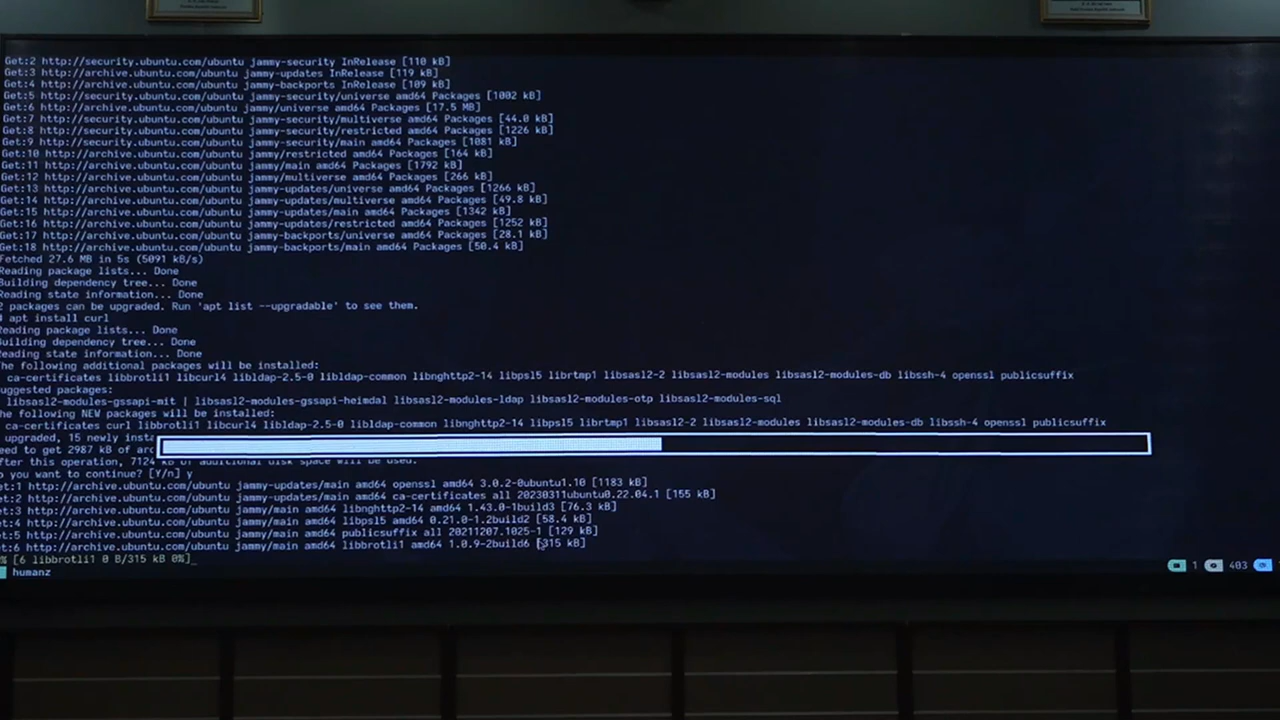 Get:2 http://security.ubuntu.com/ubuntu jammy-security InRelease [110 kB]
Get:3 http://archive.ubuntu.com/ubuntu jammy-updates InRelease [119 kB]
Get:4 http://archive.ubuntu.com/ubuntu jammy-backports InRelease [109 kB]
Get:5 http://security.ubuntu.com/ubuntu jammy-security/universe amd64 Packages [1002 kB]
Get:6 http://archive.ubuntu.com/ubuntu jammy/universe amd64 Packages [17.5 MB]
Get:7 http://security.ubuntu.com/ubuntu jammy-security/multiverse amd64 Packages [44.0 kB]
Get:8 http://security.ubuntu.com/ubuntu jammy-security/restricted amd64 Packages [1226 kB]
Get:9 http://security.ubuntu.com/ubuntu jammy-security/main amd64 Packages [1081 kB]
Get:10 http://archive.ubuntu.com/ubuntu jammy/restricted amd64 Packages [164 kB]
Get:11 http://archive.ubuntu.com/ubuntu jammy/main amd64 Packages [1792 kB]
Get:12 http://archive.ubuntu.com/ubuntu jammy/multiverse amd64 Packages [266 kB]
Get:13 http://archive.ubuntu.com/ubuntu jammy-updates/universe amd64 Packages [1266 kB]
Get:14 http://archive.ubuntu.com/ubuntu jammy-updates/multiverse amd64 Packages [49.8 kB]
Get:15 http://archive.ubuntu.com/ubuntu jammy-updates/main amd64 Packages [1342 kB]
Get:16 http://archive.ubuntu.com/ubuntu jammy-updates/restricted amd64 Packages [1252 kB]
Get:17 http://archive.ubuntu.com/ubuntu jammy-backports/universe amd64 Packages [28.1 kB]
Get:18 http://archive.ubuntu.com/ubuntu jammy-backports/main amd64 Packages [50.4 kB]
Fetched 27.6 MB in 5s (5091 kB/s)
Reading package lists... Done
Building dependency tree... Done
Reading state information... Done
2 packages can be upgraded. Run 'apt list --upgradable' to see them.
# apt install curl
Reading package lists... Done
Building dependency tree... Done
Reading state information... Done
The following additional packages will be installed:
ca-certificates libbrotli1 libcurl4 libldap-2.5-0 libldap-common libnghttp2-14 libpsl5 librtmp1 libsasl2-2 libsasl2-modules libsasl2-modules-db libssh-4 openssl publicsuffix
uggested packages:
libsasl2-modules-gssapi-mit | libsasl2-modules-gssapi-heimdal libsasl2-modules-ldap libsasl2-modules-otp libsasl2-modules-sql
he following NEW packages will be installed:
ca-certificates curl libbrotli1 libcurl4 libldap-2.5-0 libldap-common libnghttp2-14 libpsl5 librtmp1 libsasl2-2 libsasl2-modules libsasl2-modules-db libssh-4 openssl publicsuffix
upgraded, 15 newly insta
eed to get 2987 kB of arc
After this operation, 7124 kB of additional disk space will be used.
o you want to continue? [Y/n] y
et:1 http://archive.ubuntu.com/ubuntu jammy-updates/main amd64 openssl amd64 3.0.2-0ubuntu1.10 [1183 kB]
et:2 http://archive.ubuntu.com/ubuntu jammy-updates/main amd64 ca-certificates all 20230311ubuntu0.22.04.1 [155 kB]
et:3 http://archive.ubuntu.com/ubuntu jammy/main amd64 libnghttp2-14 amd64 1.43.0-1build3 [76.3 kB]
et:4 http://archive.ubuntu.com/ubuntu jammy/main amd64 libpsl5 amd64 0.21.0-1.2build2 [58.4 kB]
et:5 http://archive.ubuntu.com/ubuntu jammy/main amd64 publicsuffix all 20211207.1025-1 [129 kB]
et:6 http://archive.ubuntu.com/ubuntu jammy/main amd64 libbrotli1 amd64 1.0.9-2build6 [315 kB]
% [6 libbrotli1 0 B/315 kB 0%]_
humanz
1 403